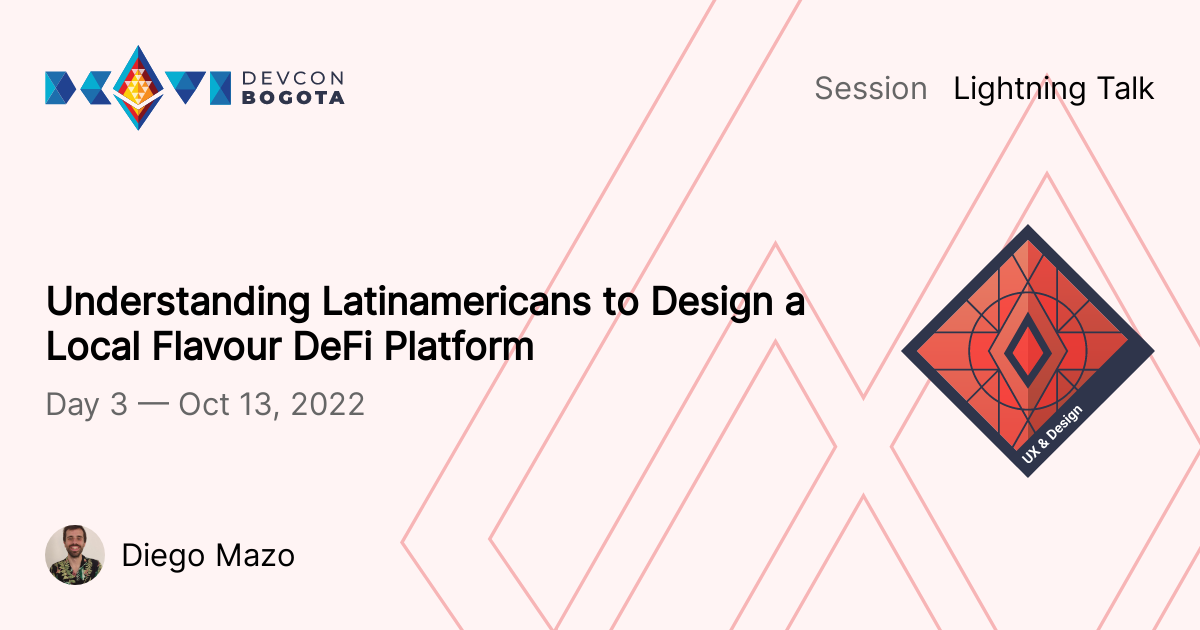 DEVCON
BOGOTA
Session Lightning Talk
Understanding Latinamericans to Design a
Local Flavour DeFi Platform
Day 3 — Oct 13, 2022
UX & Design
Diego Mazo